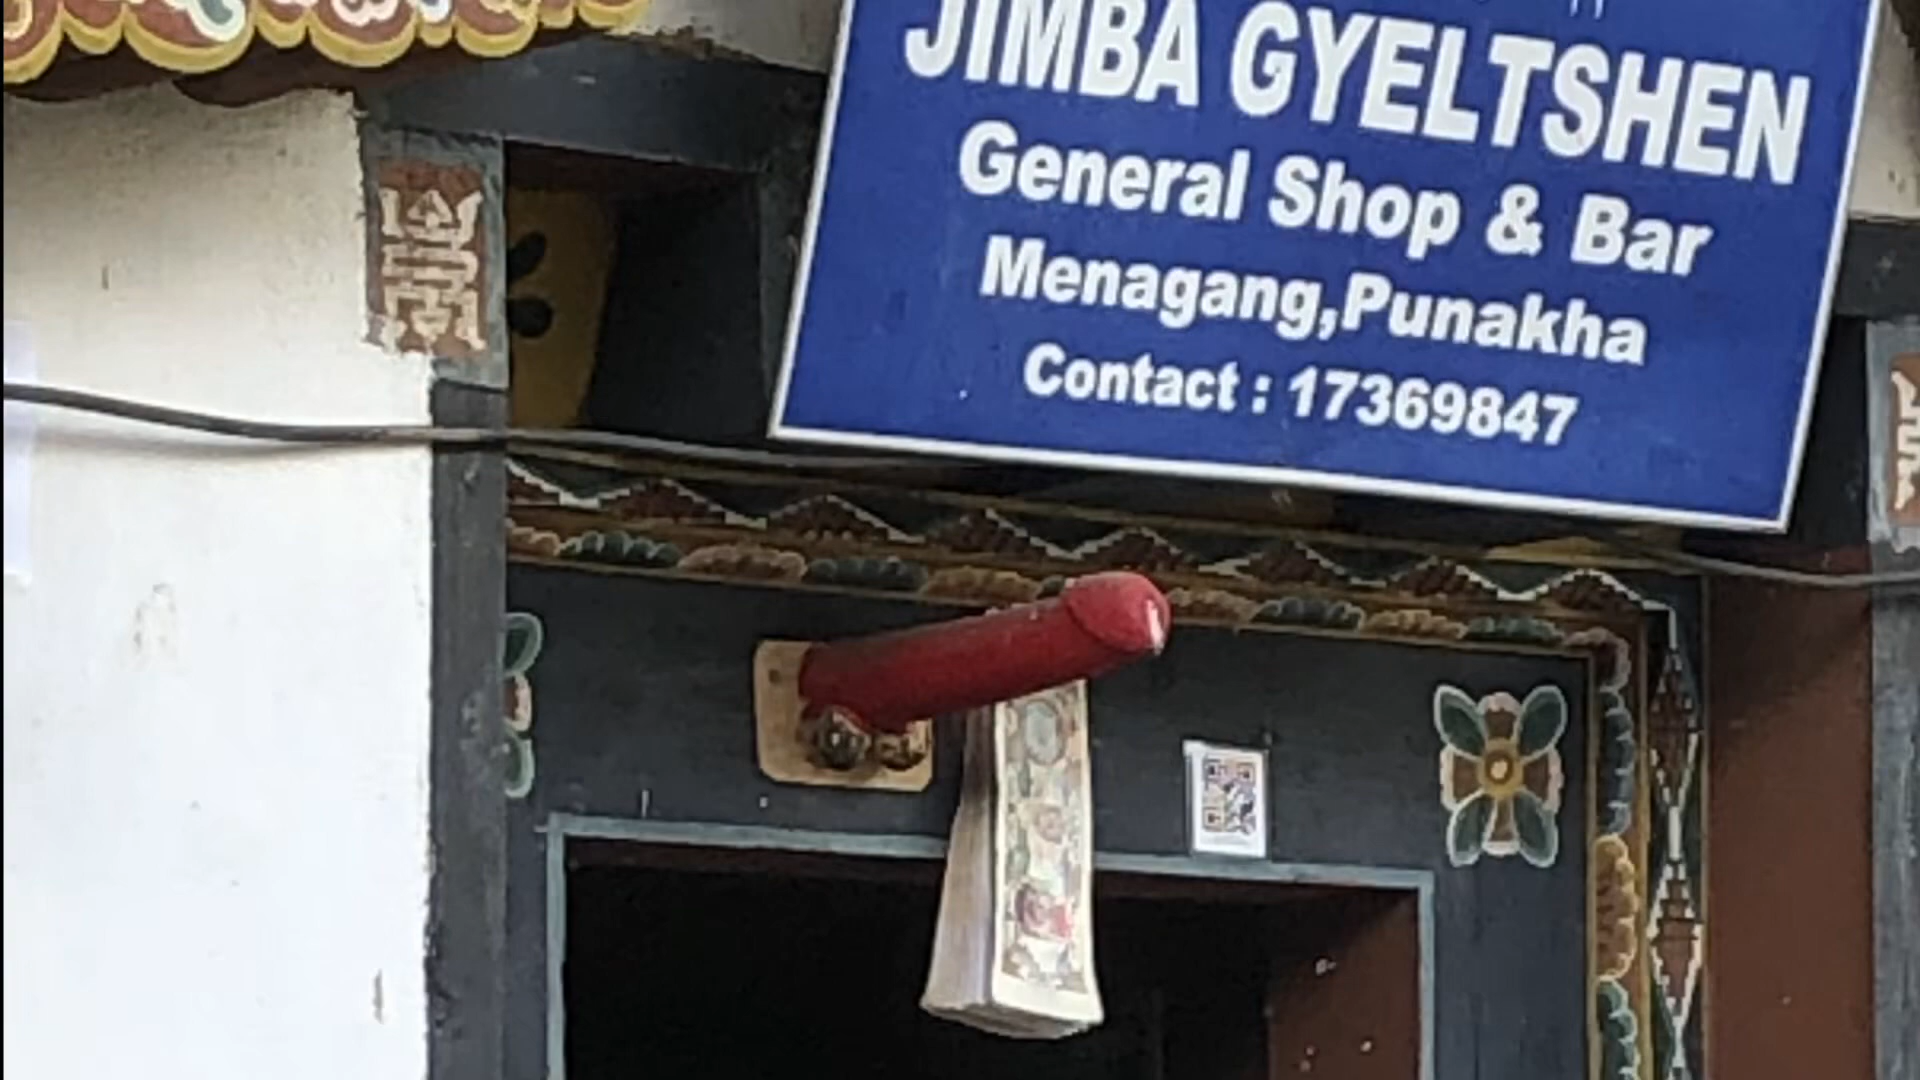 JIMBA GYELTSHEN
General Shop & Bar
Menagang,Punakha
Contact : 17369847